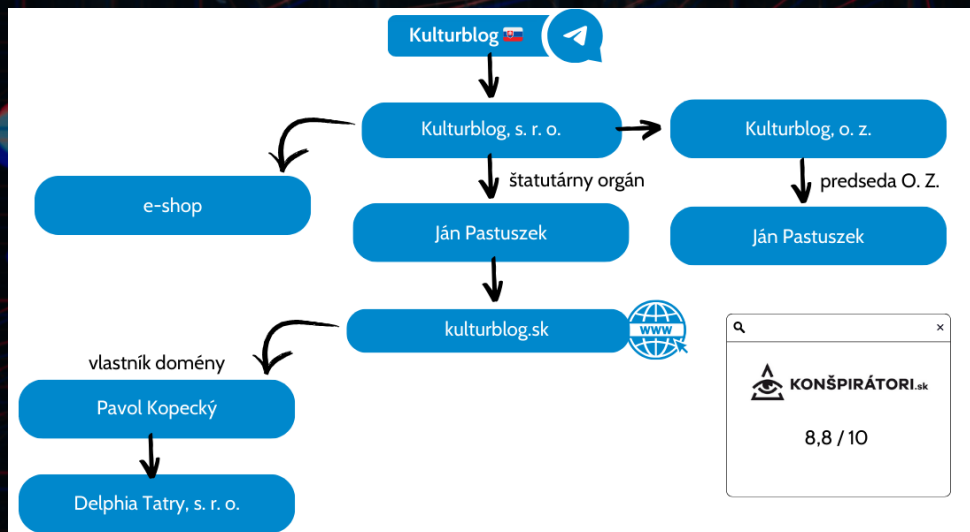 Kulturblog
Kulturblog, s. r. o.
Kulturblog, o. z.
štatutárny orgán
predseda O. Z.
e-shop
Ján Pastuszek
Ján Pastuszek
kulturblog.sk
WWW
vlastník domény
KONŠPIRÁTORI.sk
Pavol Kopecký
8,8 / 10
Delphia Tatry, s. r. o.